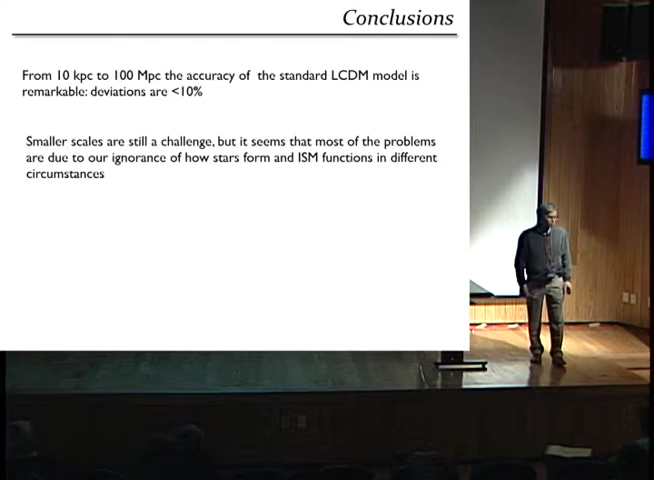 Conclusions
From 10 kpc to 100 Mpc the accuracy of the standard LCDM model is
remarkable: deviations are <10%
Smaller scales are still a challenge, but it seems that most of the problems
are due to our ignorance of how stars form and ISM functions in different
circumstances